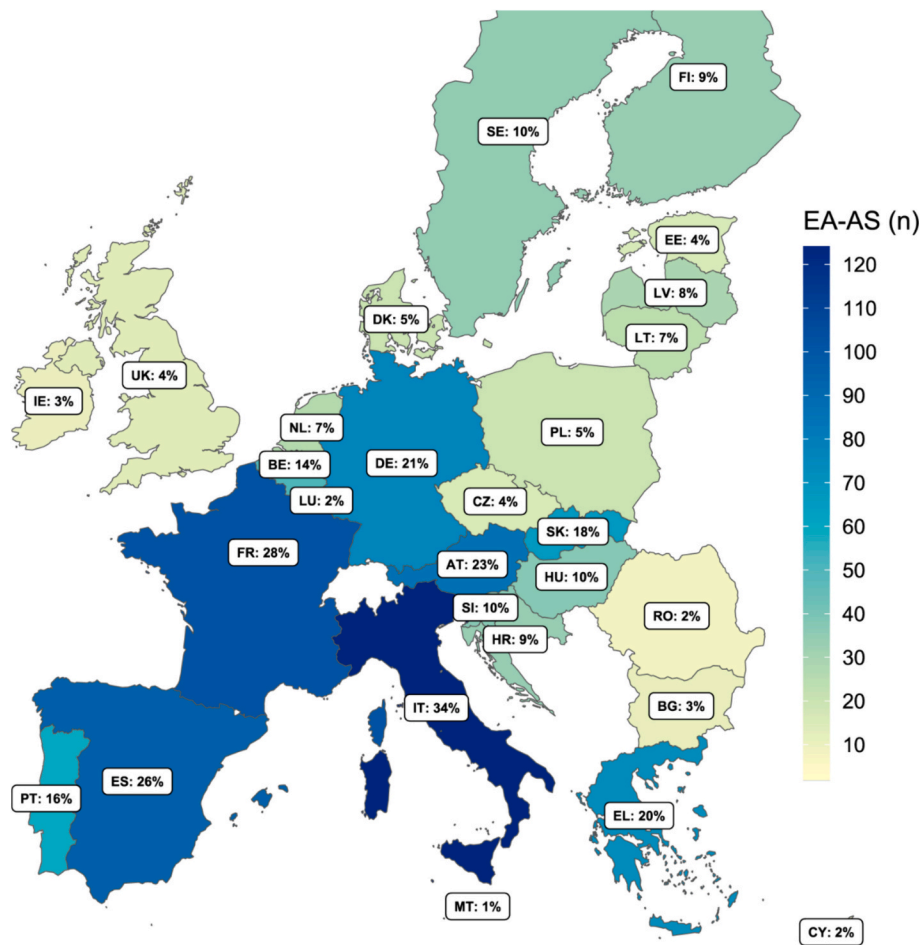 FI: 9%
SE: 10%
EA-AS (n)
EE: 4%
120
LV: 8%
110
DK: 5%
LT: 7%
100
UK: 4%
90
IE: 3%
NL: 7%
PL: 5%
80
BE: 14%
DE: 21%
70
LU: 2%
CZ: 4%
60
FR: 28%
SK: 18%
50
AT: 23%
HU: 10%
40
SI: 10%
RO: 2%
30
HR: 9%
20
IT: 34%
BG: 3%
10
PT: 16%
ES: 26%
EL: 20%
MT: 1%
CY: 2%